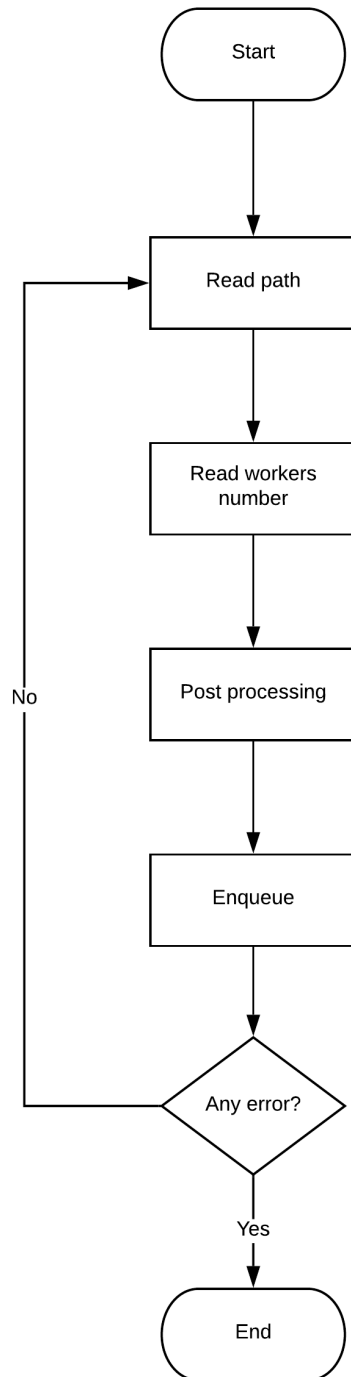 Start
Read path
Read workers
number
No
Post processing
Enqueue
Any error?
Yes
End